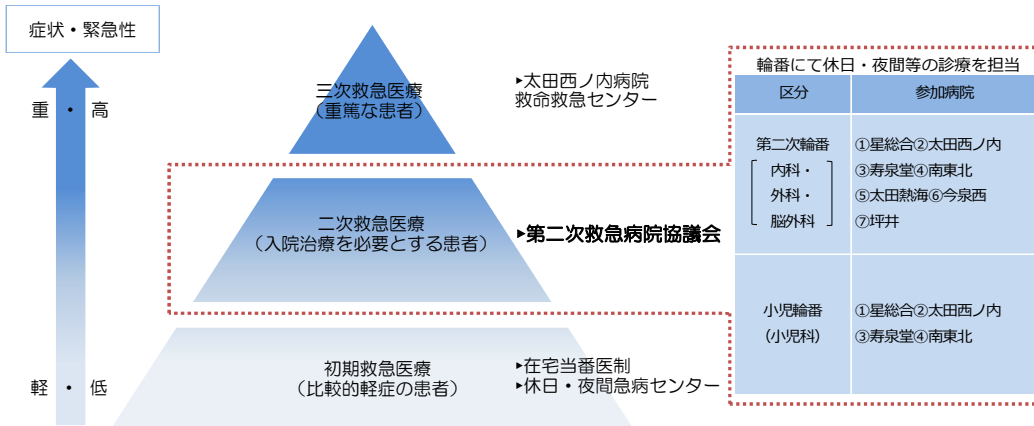 症状・緊急性
重・高
軽・低
三次救急医療
(重篤な患者)
▸太田西ノ内病院
救命救急センター
二次救急医療
(入院治療を必要とする患者)
▸第二次救急病院協議会
初期救急医療
(比較的軽症の患者)
▸在宅当番医制
▸休日・夜間急病センター
輪番にて休日・夜間等の診療を担当
区分 参加病院
第二次輪番 ①星総合②太田西ノ内
内科・ ③寿泉堂④南東北
外科・ ⑤太田熱海⑥今泉西
脳外科 ⑦坪井
小児輪番 ①星総合②太田西ノ内
(小児科) ③寿泉堂④南東北